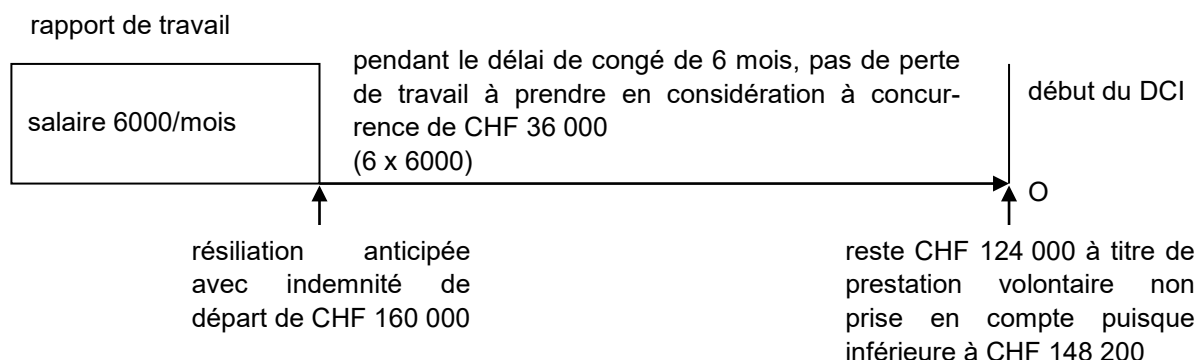 rapport de travail
pendant le délai de congé de 6 mois, pas de perte
de travail à prendre en considération à concur-
rence de CHF 36 000
(6 x 6000)
salaire 6000/mois
début du DCI
O
résiliation anticipée
avec indemnité de
départ de CHF 160 000
reste CHF 124 000 à titre de
prestation volontaire non
prise en compte puisque
inférieure à CHF 148 200